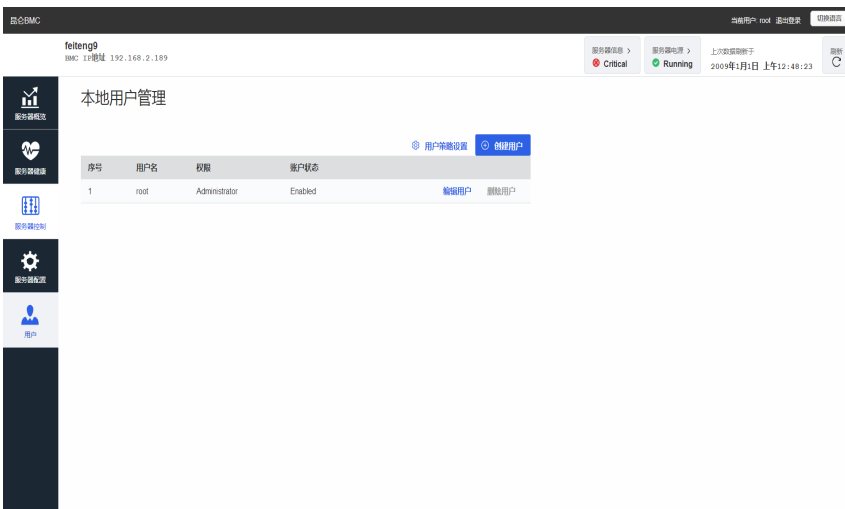 昆仑BMC
当前用户: root 退出登录 切换语言
feiteng9
BMC IP地址 192.168.2.189
服务器信息 > 服务器电源 > 上次数据刷新于 刷新
Critical Running 2009年1月1日 上午12:48:23
服务器概览
服务器健康
服务器控制
服务器配置
用户
本地用户管理
用户策略设置 创建用户
序号 用户名 权限 账户状态
1 root Administrator Enabled 编辑用户 删除用户